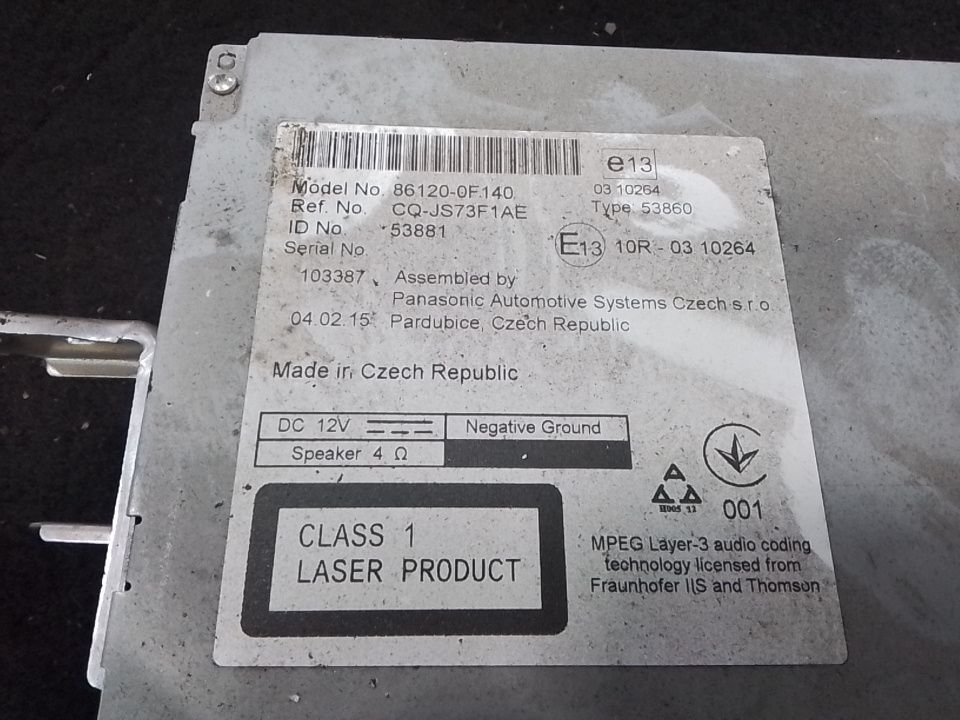 e13
Model No. 86120-0F140
03 10264
Ref. No. CQ-JS73F1AE
Type: 53860
ID No. 53881
E13 10R - 03 10264
Serial No.
103387 Assembled by
Panasonic Automotive Systems Czech s.r.o.
04.02.15 Pardubice, Czech Republic
Made in Czech Republic
DC 12V Negative Ground
Speaker 4 Ω
001
CLASS 1
LASER PRODUCT
MPEG Layer-3 audio coding
technology licensed from
Fraunhofer IIS and Thomson